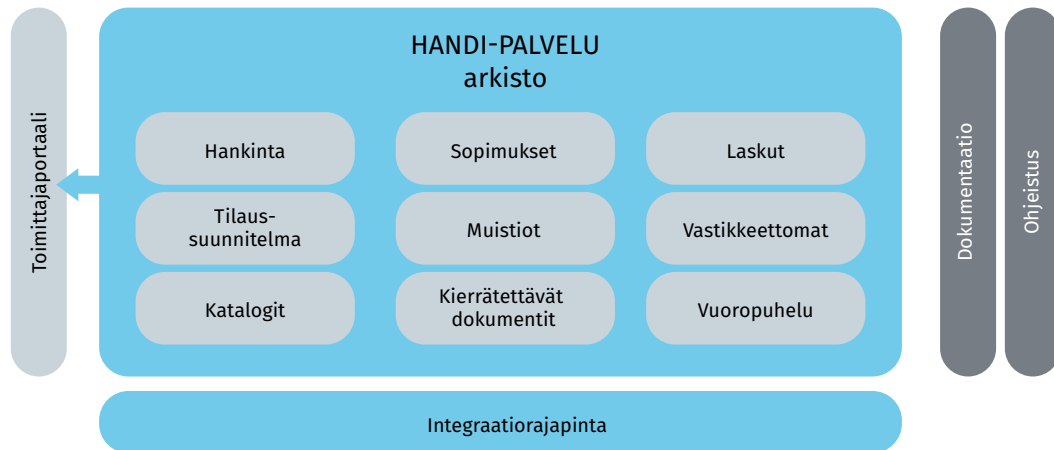 HANDI-PALVELU
arkisto
Toimittajaportaali
Hankinta
Sopimukset
Laskut
Tilaus-
suunnitelma
Muistiot
Vastikkeettomat
Katalogit
Kierrätettävät
dokumentit
Vuoropuhelu
Integraatiorajapinta
Dokumentaatio
Ohjeistus